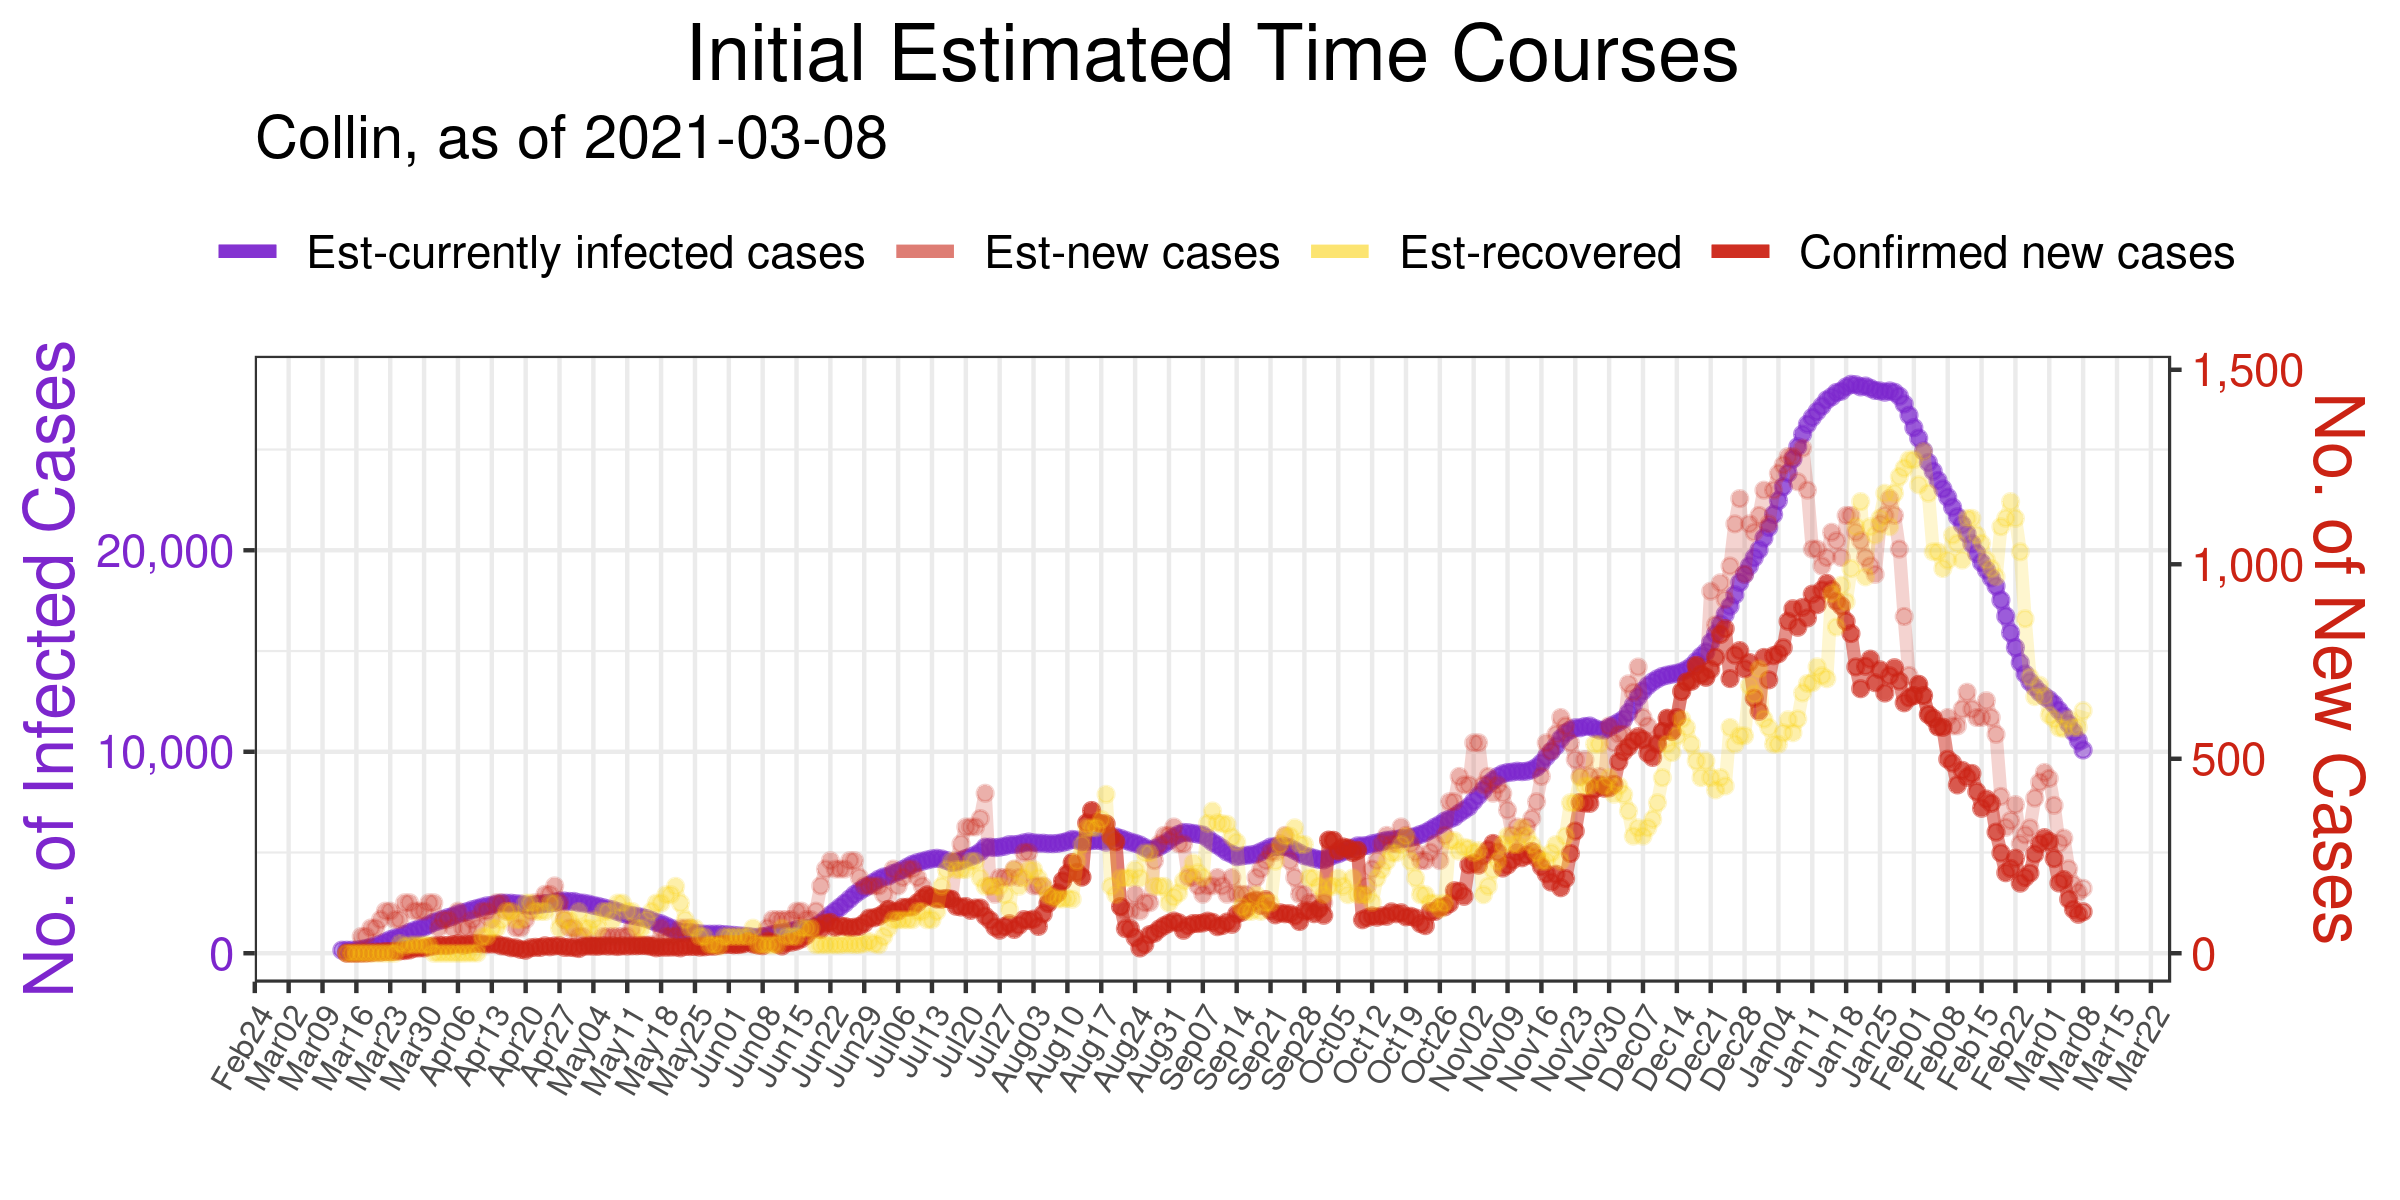 Initial Estimated Time Courses
Collin, as of 2021-03-08
Est-currently infected cases
Est-new cases
Est-recovered
Confirmed new cases
No. of Infected Cases
20,000
10,000
0
1,500
1,000
500
0
No. of New Cases
Feb24
Mar02
Mar09
Mar16
Mar23
Mar30
Apr06
Apr13
Apr20
Apr27
May04
May11
May18
May25
Jun01
Jun08
Jun15
Jun22
Jun29
Jul06
Jul13
Jul20
Jul27
Aug03
Aug10
Aug17
Aug24
Aug31
Sep07
Sep14
Sep21
Sep28
Oct05
Oct12
Oct19
Oct26
Nov02
Nov09
Nov16
Nov23
Nov30
Dec07
Dec14
Dec21
Dec28
Jan04
Jan11
Jan18
Jan25
Feb01
Feb08
Feb15
Feb22
Mar01
Mar08
Mar15
Mar22